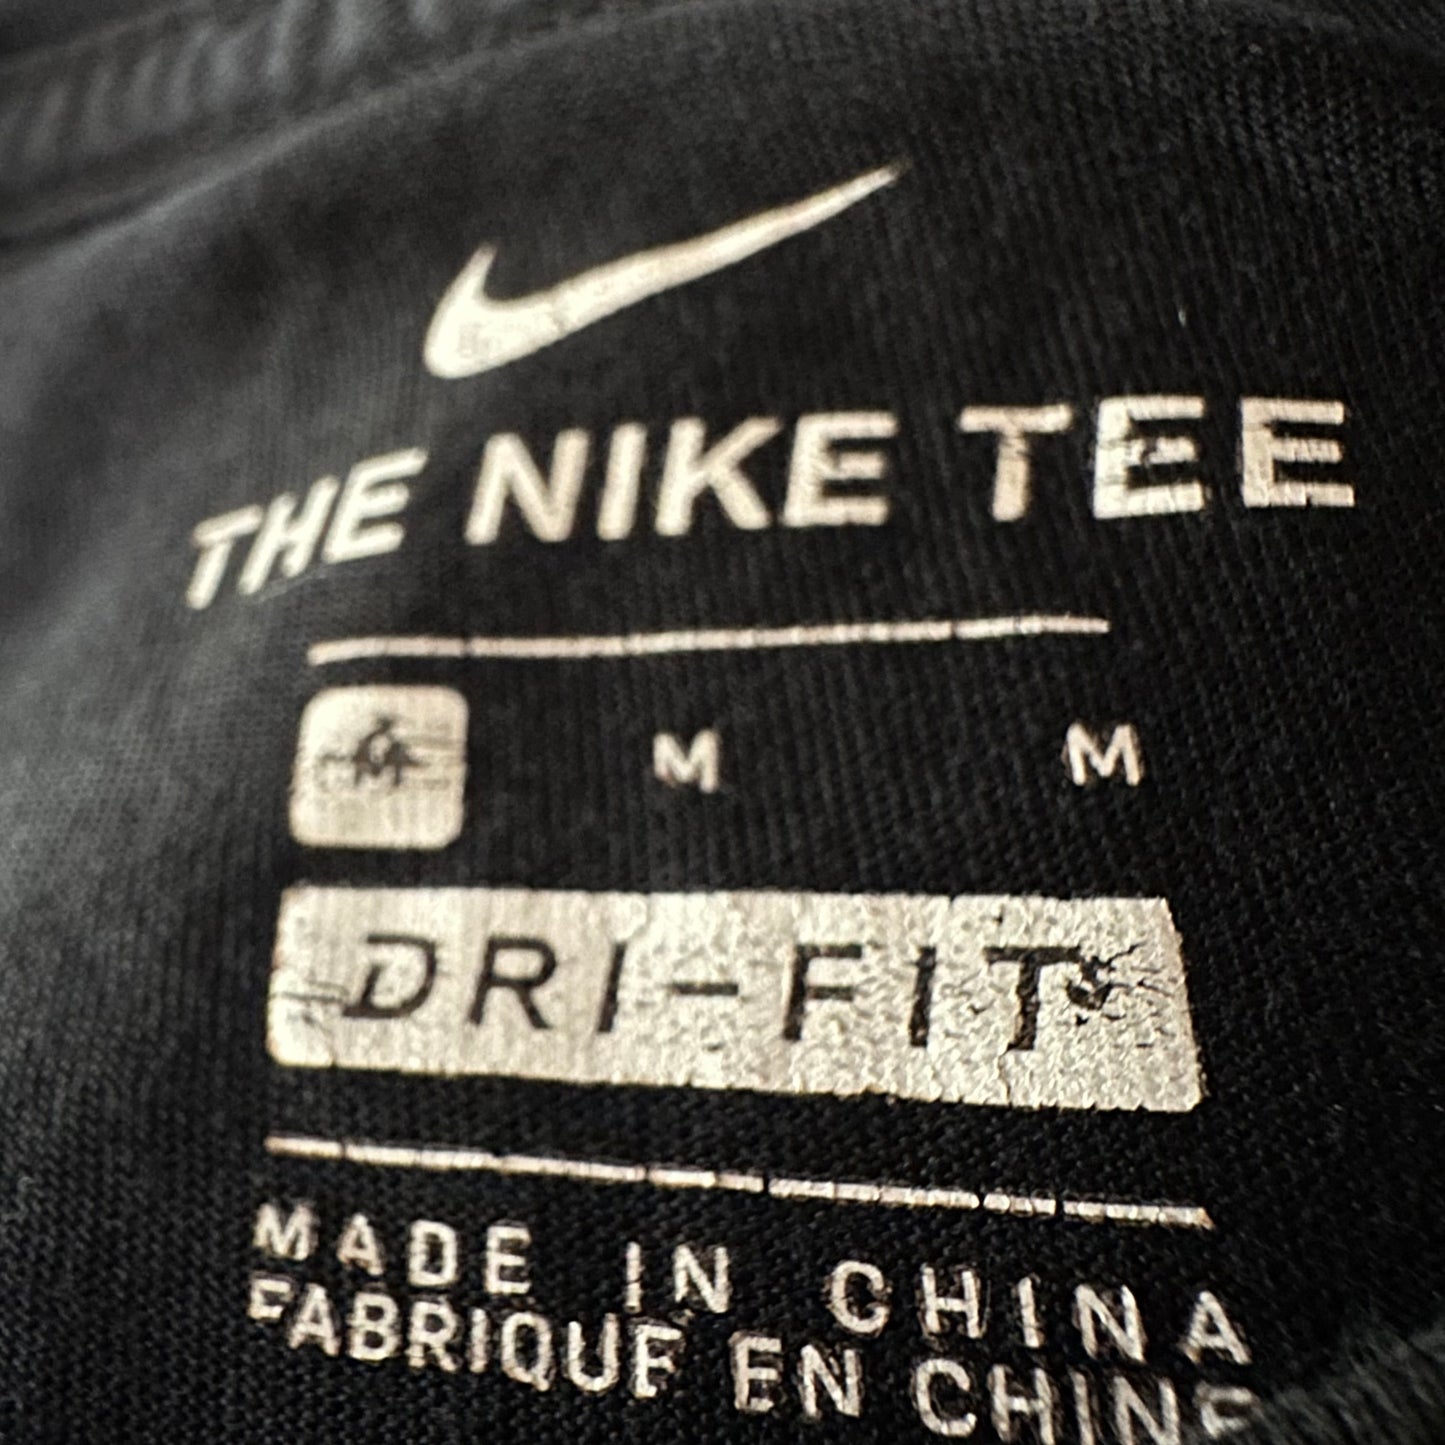 THE NIKE TEE
M M M
DRI-FIT
MADE IN CHINA
FABRIQUE EN CHINE